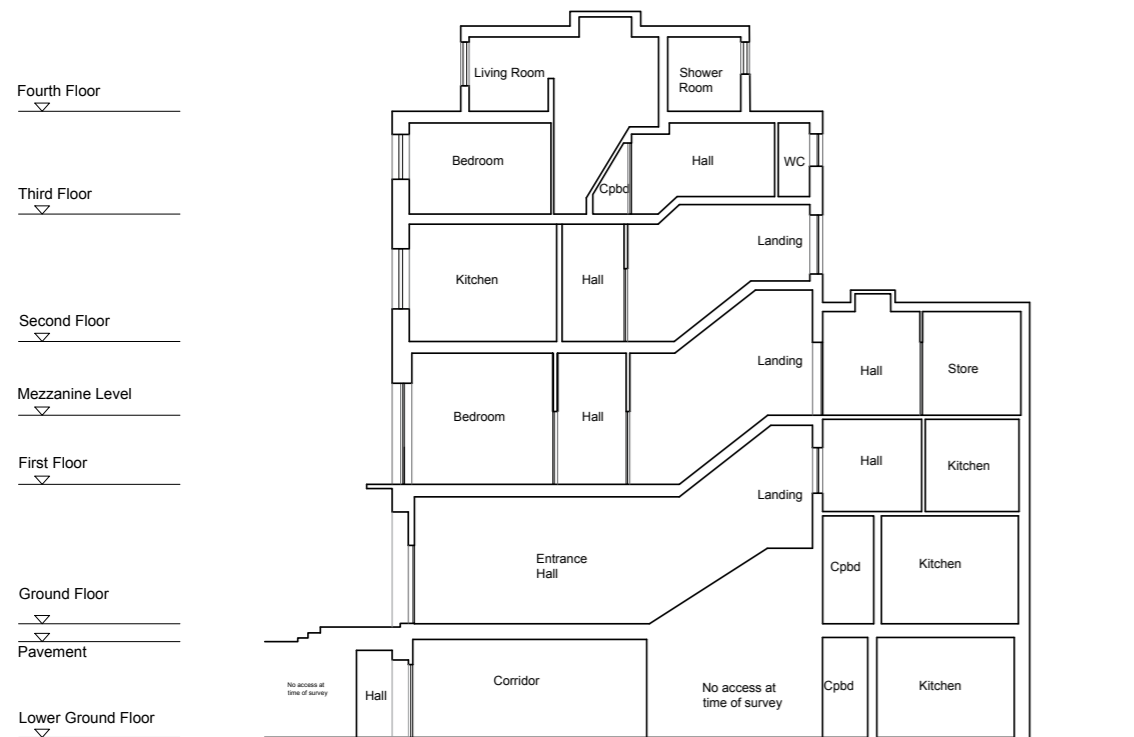 Living Room
Shower
Room
Fourth Floor
Bedroom
Hall
WC
Cpbd
Third Floor
Landing
Kitchen
Hall
Second Floor
Landing
Hall
Store
Mezzanine Level
Bedroom
Hall
First Floor
Hall
Kitchen
Landing
Entrance
Hall
Cpbd
Kitchen
Ground Floor
Pavement
Corridor
No access at
time of survey
Hall
No access at
time of survey
Cpbd
Kitchen
Lower Ground Floor